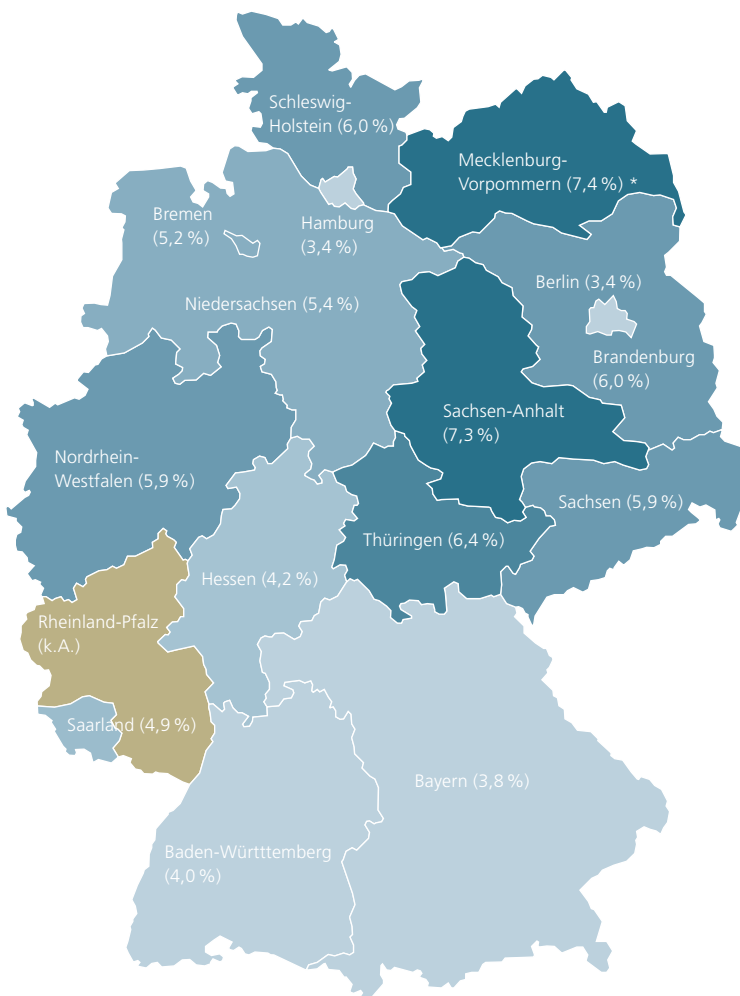 Schleswig-
Holstein (6,0 %)
Mecklenburg-
Vorpommern (7,4 %) *
Bremen
(5,2 %)
Hamburg
(3,4 %)
Berlin (3,4 %)
Niedersachsen (5,4 %)
Brandenburg
(6,0 %)
Sachsen-Anhalt
(7,3 %)
Nordrhein-
Westfalen (5,9 %)
Sachsen (5,9 %)
Thüringen (6,4 %)
Hessen (4,2 %)
Rheinland-Pfalz
(k.A.)
Saarland (4,9 %)
Bayern (3,8 %)
Baden-Württtemberg
(4,0 %)